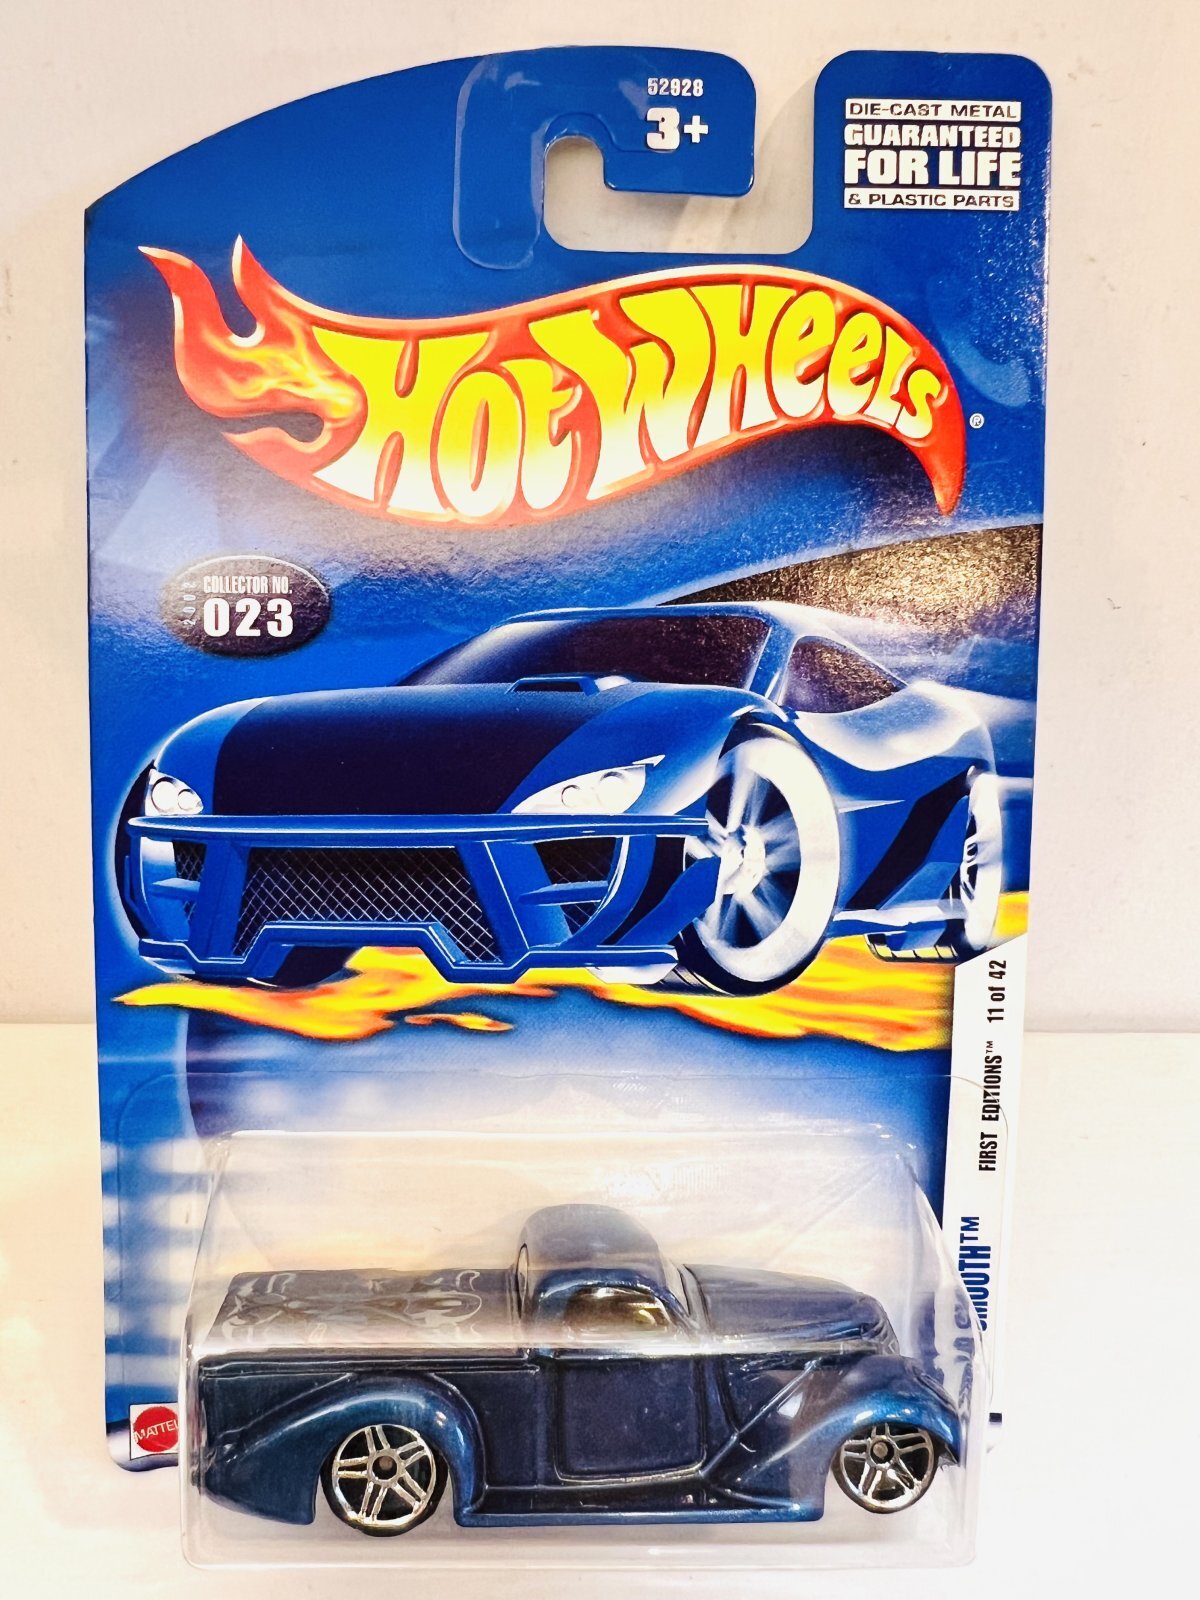 52928
3+
DIE-CAST METAL
GUARANTEED
FOR LIFE
& PLASTIC PARTS
HOT WHEELS®
2002
COLLECTOR NO.
023
FIRST EDITIONS™ 11 of 42
MATTEL